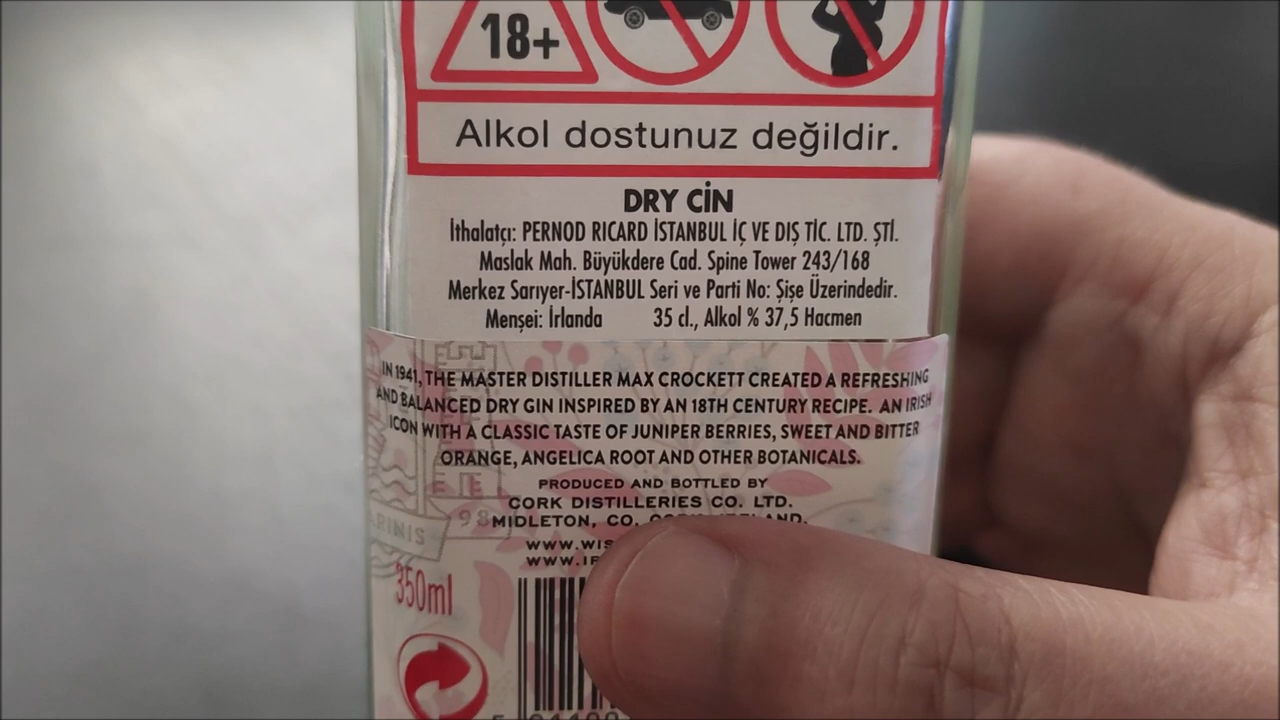 18+
Alkol dostunuz değildir.
DRY CİN
İthalatçı: PERNOD RICARD İSTANBUL İÇ VE DIŞ TİC. LTD. ŞTİ.
Maslak Mah. Büyükdere Cad. Spine Tower 243/168
Merkez Sarıyer-İSTANBUL Seri ve Parti No: Şişe Üzerindedir.
Menşei: İrlanda 35 cl., Alkol % 37,5 Hacmen
IN 1941, THE MASTER DISTILLER MAX CROCKETT CREATED A REFRESHING
AND BALANCED DRY GIN INSPIRED BY AN 18TH CENTURY RECIPE. AN IRISH
ICON WITH A CLASSIC TASTE OF JUNIPER BERRIES, SWEET AND BITTER
ORANGE, ANGELICA ROOT AND OTHER BOTANICALS.
PRODUCED AND BOTTLED BY
CORK DISTILLERIES CO. LTD.
MIDLETON, CO.
350ml